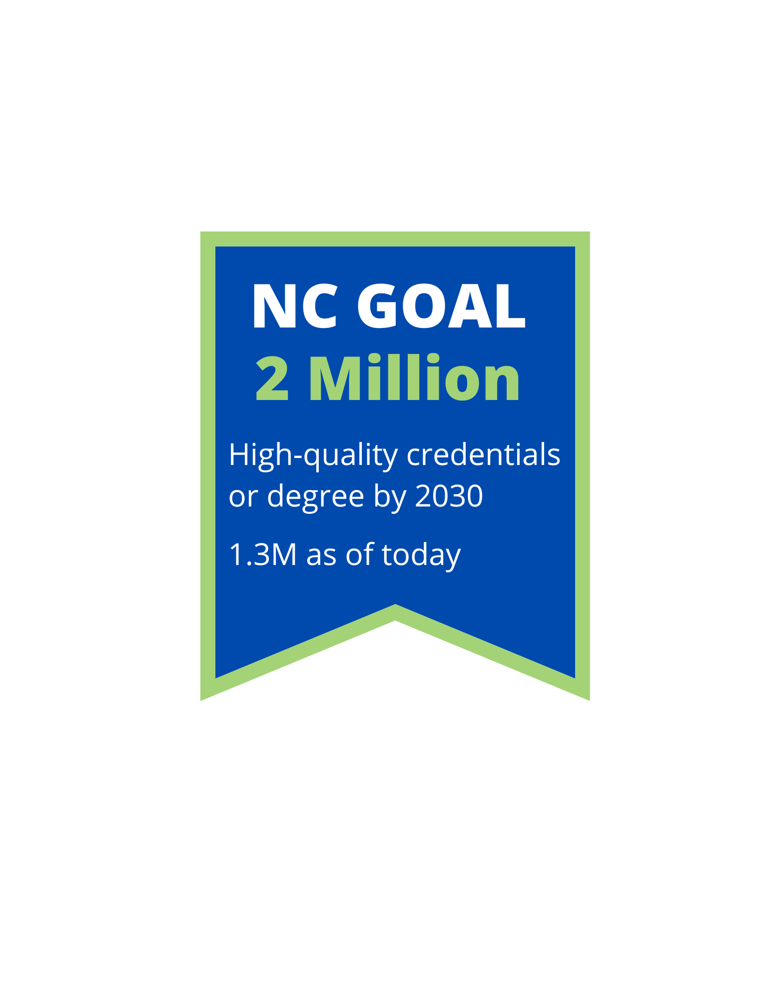 NC GOAL
2 Million
High-quality credentials
or degree by 2030
1.3M as of today